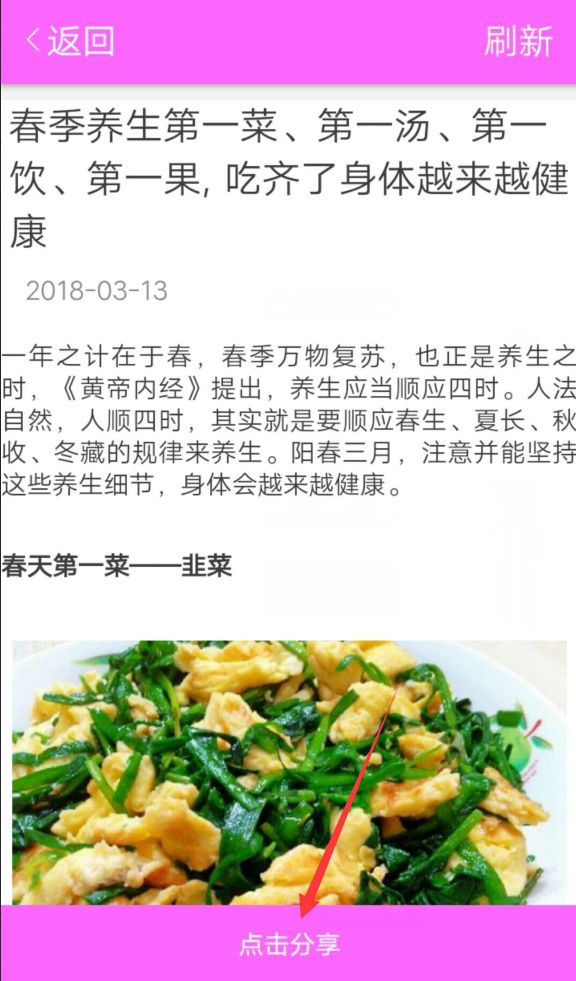 返回
刷新
春季养生第一菜、第一汤、第一
饮、第一果, 吃齐了身体越来越健
康
2018-03-13
一年之计在于春，春季万物复苏，也正是养生之
时，《黄帝内经》提出，养生应当顺应四时。人法
自然，人顺四时，其实就是要顺应春生、夏长、秋
收、冬藏的规律来养生。阳春三月，注意并能坚持
这些养生细节，身体会越来越健康。
春天第一菜——韭菜
点击分享